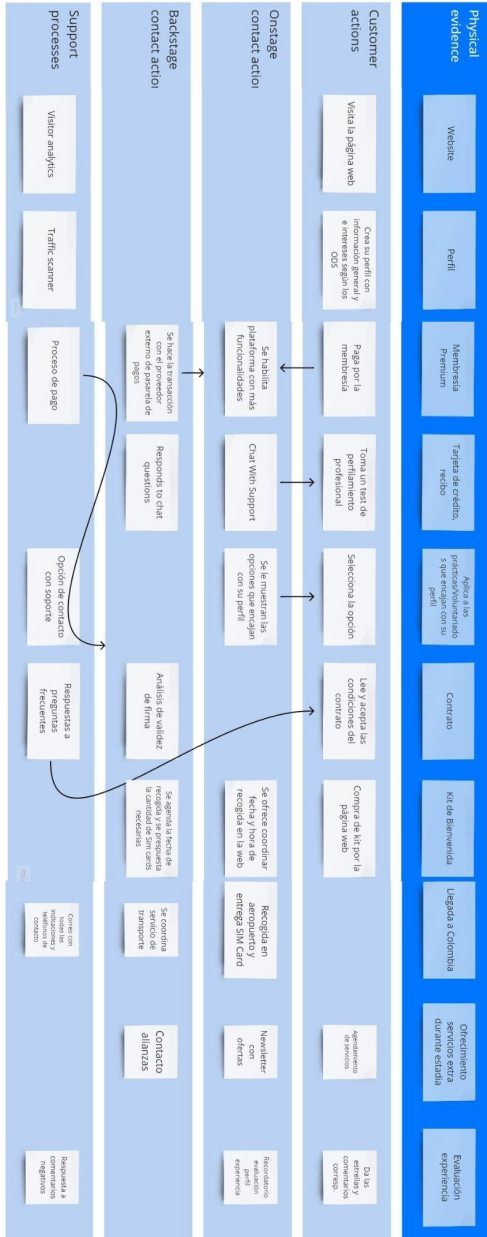 Physical
evidence
Website
Perfil
Membresía
Premium
Tarjeta de crédito,
recibo
Aplica a las
prácticas/Voluntariado
s que encajan con su
perfil
Contrato
Kit de Bienvenida
Llegada a Colombia
Ofrecimiento
servicios extra
durante estadia
Evaluación
experiencia
Customer
actions
Visita la página web
Crea su perfil con
información general y
e intereses según los
ODS
Paga por la
membresía
Toma un test de
perfilamiento
profesional
Selecciona la opción
Lee y acepta las
condiciones del
contrato
Compra de kit por la
página web
Agendamiento
de servicios
Da las
estrellas y
comentarios
corresp.
Onstage
contact action
Se habilita
plataforma con más
funcionalidades
Chat With Support
Se le muestran las
opciones que encajan
con su perfil
Se ofrece coordinar
fecha y hora de
recogida en la web
Recogida en
aeropuerto y
entrega SIM Card
Newsletter
con
ofertas
Recordatorio
evaluación
perfil
experiencia
Backstage
contact action
Se hace la transacción
con el proveedor
externo de pasarela de
pagos
Responds to chat
questions
Análisis de validez
de firma
Se agenda la fecha de
recogida y se prespuesta
la cantidad de Sim cards
necesarias
Se coordina
servicio de
transporte
Contacto
alianzas
Support
processes
Visitor analytics
Traffic scanner
Proceso de pago
Opción de contacto
con soporte
Respuestas a
preguntas
frecuentes
Correo con
todas las
indicaciones y
teléfonos de
contacto
Respuesta a
comentarios
negativos